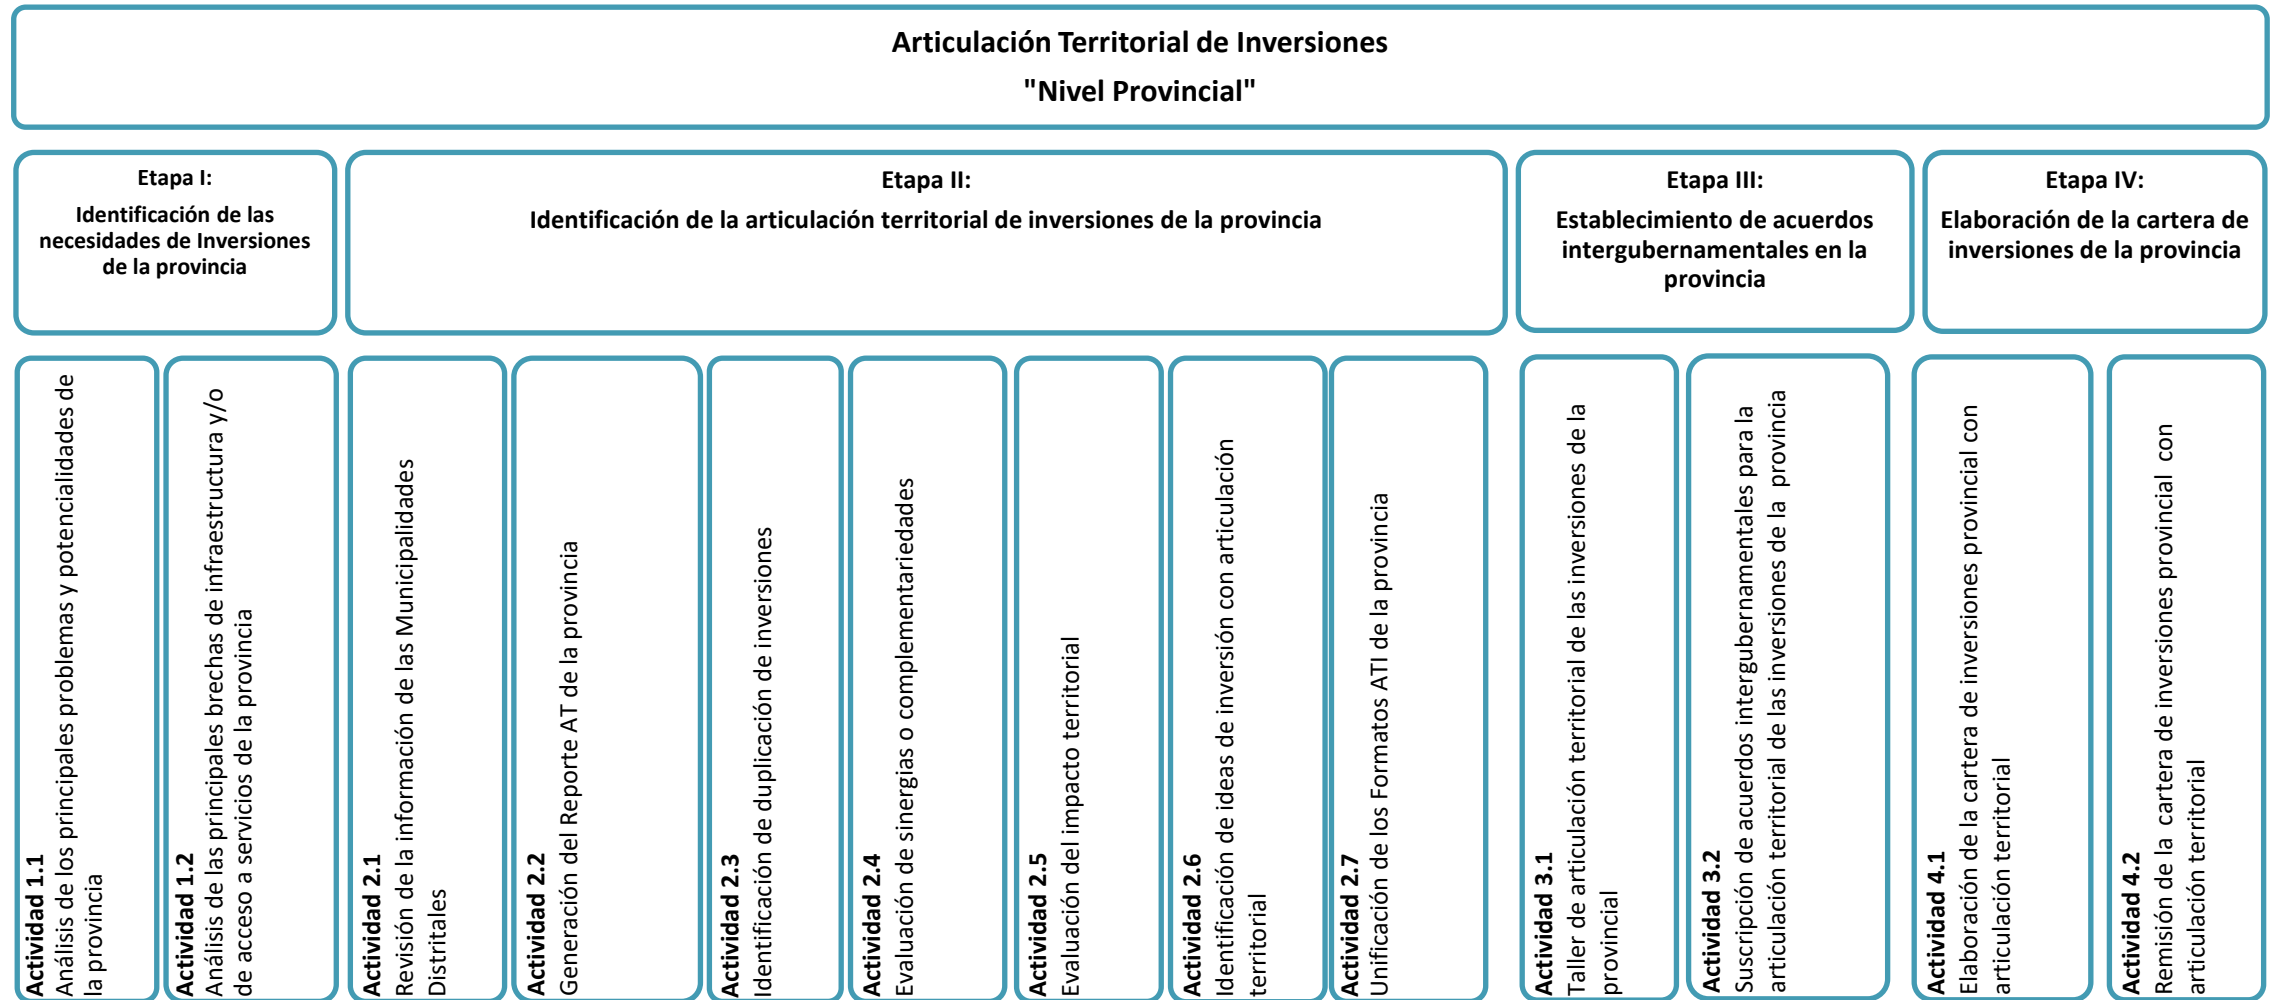 Articulación Territorial de Inversiones
"Nivel Provincial"
Etapa I:
Identificación de las
necesidades de Inversiones
de la provincia
Etapa II:
Identificación de la articulación territorial de inversiones de la provincia
Etapa III:
Establecimiento de acuerdos
intergubernamentales en la
provincia
Etapa IV:
Elaboración de la cartera de
inversiones de la provincia
Actividad 1.1
Análisis de los principales problemas y potencialidades de
la provincia
Actividad 1.2
Análisis de las principales brechas de infraestructura y/o
de acceso a servicios de la provincia
Actividad 2.1
Revisión de la información de las Municipalidades
Distritales
Actividad 2.2
Generación del Reporte AT de la provincia
Actividad 2.3
Identificación de duplicación de inversiones
Actividad 2.4
Evaluación de sinergias o complementariedades
Actividad 2.5
Evaluación del impacto territorial
Actividad 2.6
Identificación de ideas de inversión con articulación
territorial
Actividad 2.7
Unificación de los Formatos ATI de la provincia
Actividad 3.1
Taller de articulación territorial de las inversiones de la
provincial
Actividad 3.2
Suscripción de acuerdos intergubernamentales para la
articulación territorial de las inversiones de la provincia
Actividad 4.1
Elaboración de la cartera de inversiones provincial con
articulación territorial
Actividad 4.2
Remisión de la cartera de inversiones provincial con
articulación territorial